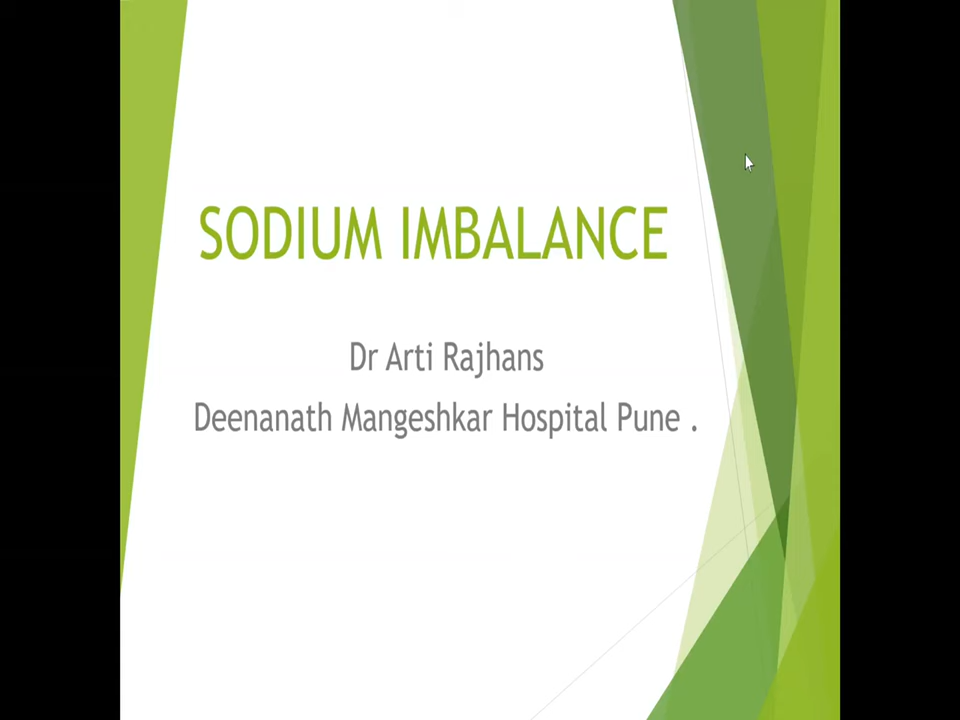 SODIUM IMBALANCE
Dr Arti Rajhans
Deenanath Mangeshkar Hospital Pune .